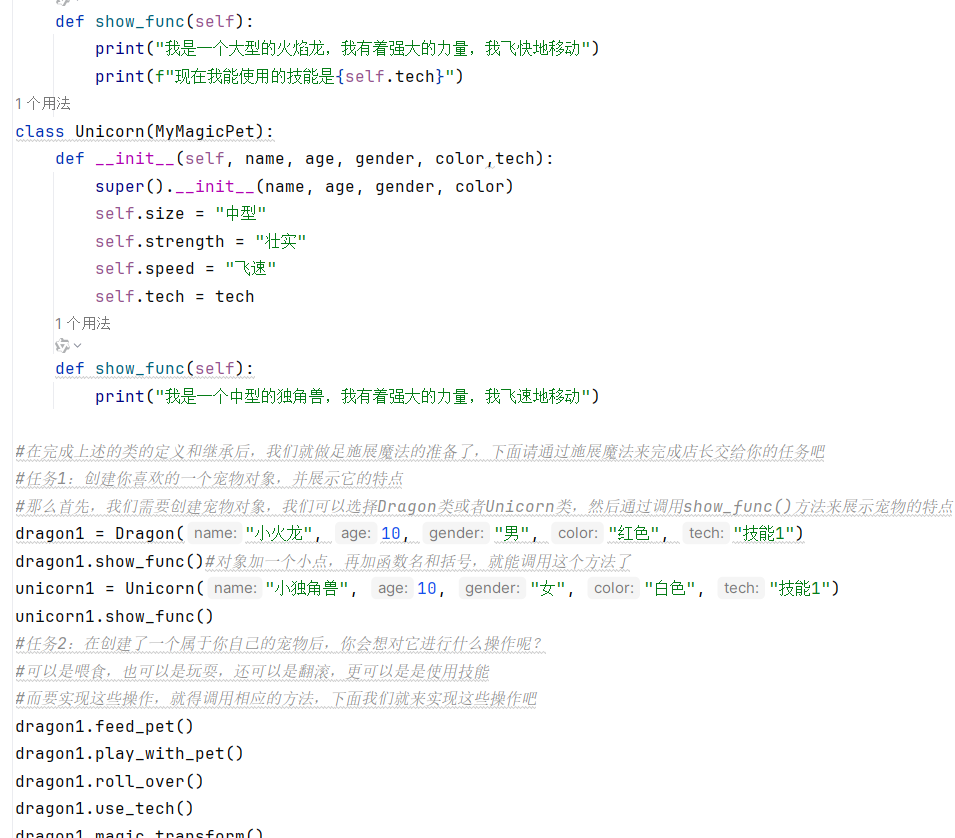 def show_func(self):
print("我是一个大型的火焰龙，我有着强大的力量，我飞快地移动")
print(f"现在我能使用的技能是{self.tech}")
1 个用法
class Unicorn(MyMagicPet):
def __init__(self, name, age, gender, color,tech):
super().__init__(name, age, gender, color)
self.size = "中型"
self.strength = "壮实"
self.speed = "飞速"
self.tech = tech
1 个用法
def show_func(self):
print("我是一个中型的独角兽，我有着强大的力量，我飞速地移动")
#在完成上述的类的定义和继承后，我们就做足施展魔法的准备了，下面请通过施展魔法来完成店长交给你的任务吧
#任务1：创建你喜欢的一个宠物对象，并展示它的特点
#那么首先，我们需要创建宠物对象，我们可以选择Dragon类或者Unicorn类，然后通过调用show_func()方法来展示宠物的特点
dragon1 = Dragon( name: "小火龙", age: 10, gender: "男", color: "红色", tech: "技能1")
dragon1.show_func()#对象加一个小点，再加函数名和括号，就能调用这个方法了
unicorn1 = Unicorn( name: "小独角兽", age: 10, gender: "女", color: "白色", tech: "技能1")
unicorn1.show_func()
#任务2：在创建了一个属于你自己的宠物后，你会想对它进行什么操作呢？
#可以是喂食，也可以是玩耍，还可以是翻滚，更可以是是使用技能
#而要实现这些操作，就得调用相应的方法，下面我们就来实现这些操作吧
dragon1.feed_pet()
dragon1.play_with_pet()
dragon1.roll_over()
dragon1.use_tech()
dragon1.magic_transform()